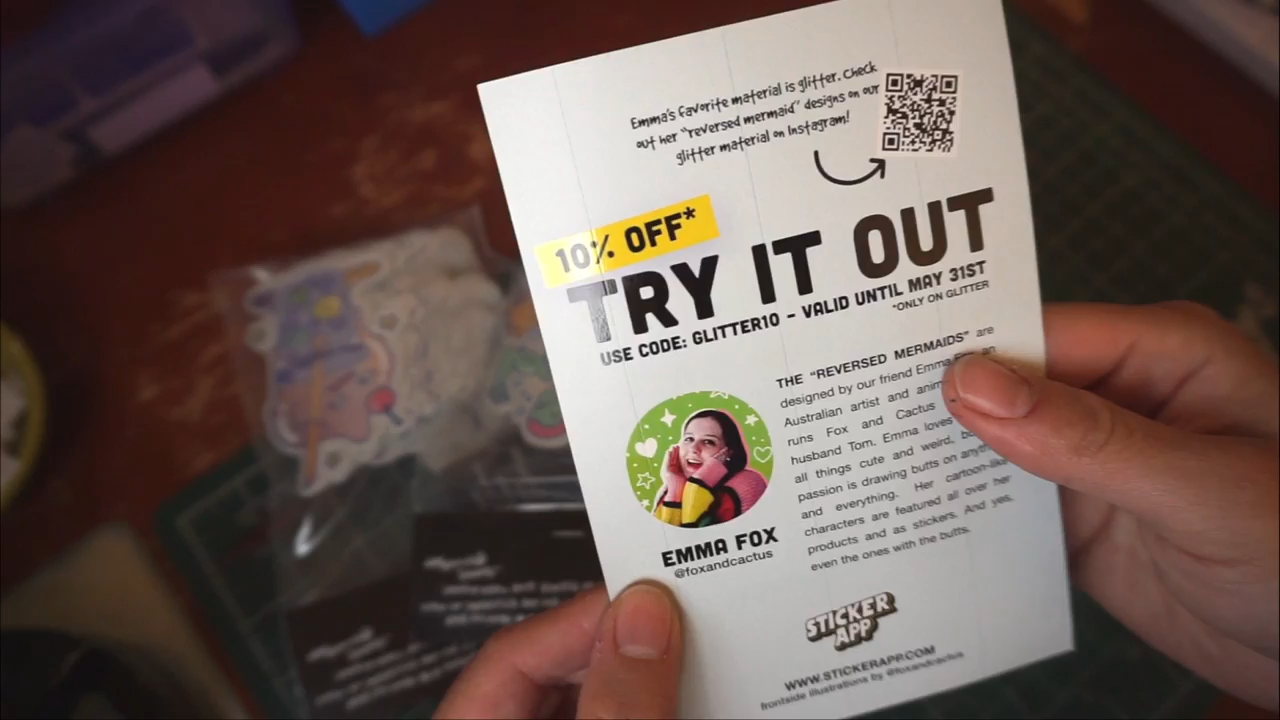 Emma's favorite material is glitter. Check
out her "reversed mermaid" designs on our
glitter material on Instagram!
10% OFF*
TRY IT OUT
USE CODE: GLITTER10 - VALID UNTIL MAY 31ST
*ONLY ON GLITTER
THE "REVERSED MERMAIDS" are
designed by our friend Emma
Australian artist and
runs Fox and Cactus
husband Tom. Emma loves
all things cute and weird,
passion is drawing butts on
and everything. Her cartoon-like
characters are featured all over her
products and as stickers. And yes,
even the ones with the butts.
EMMA FOX
@foxandcactus
STICKER
APP
WWW.STICKERAPP.COM
frontside illustrations by @foxandcactus